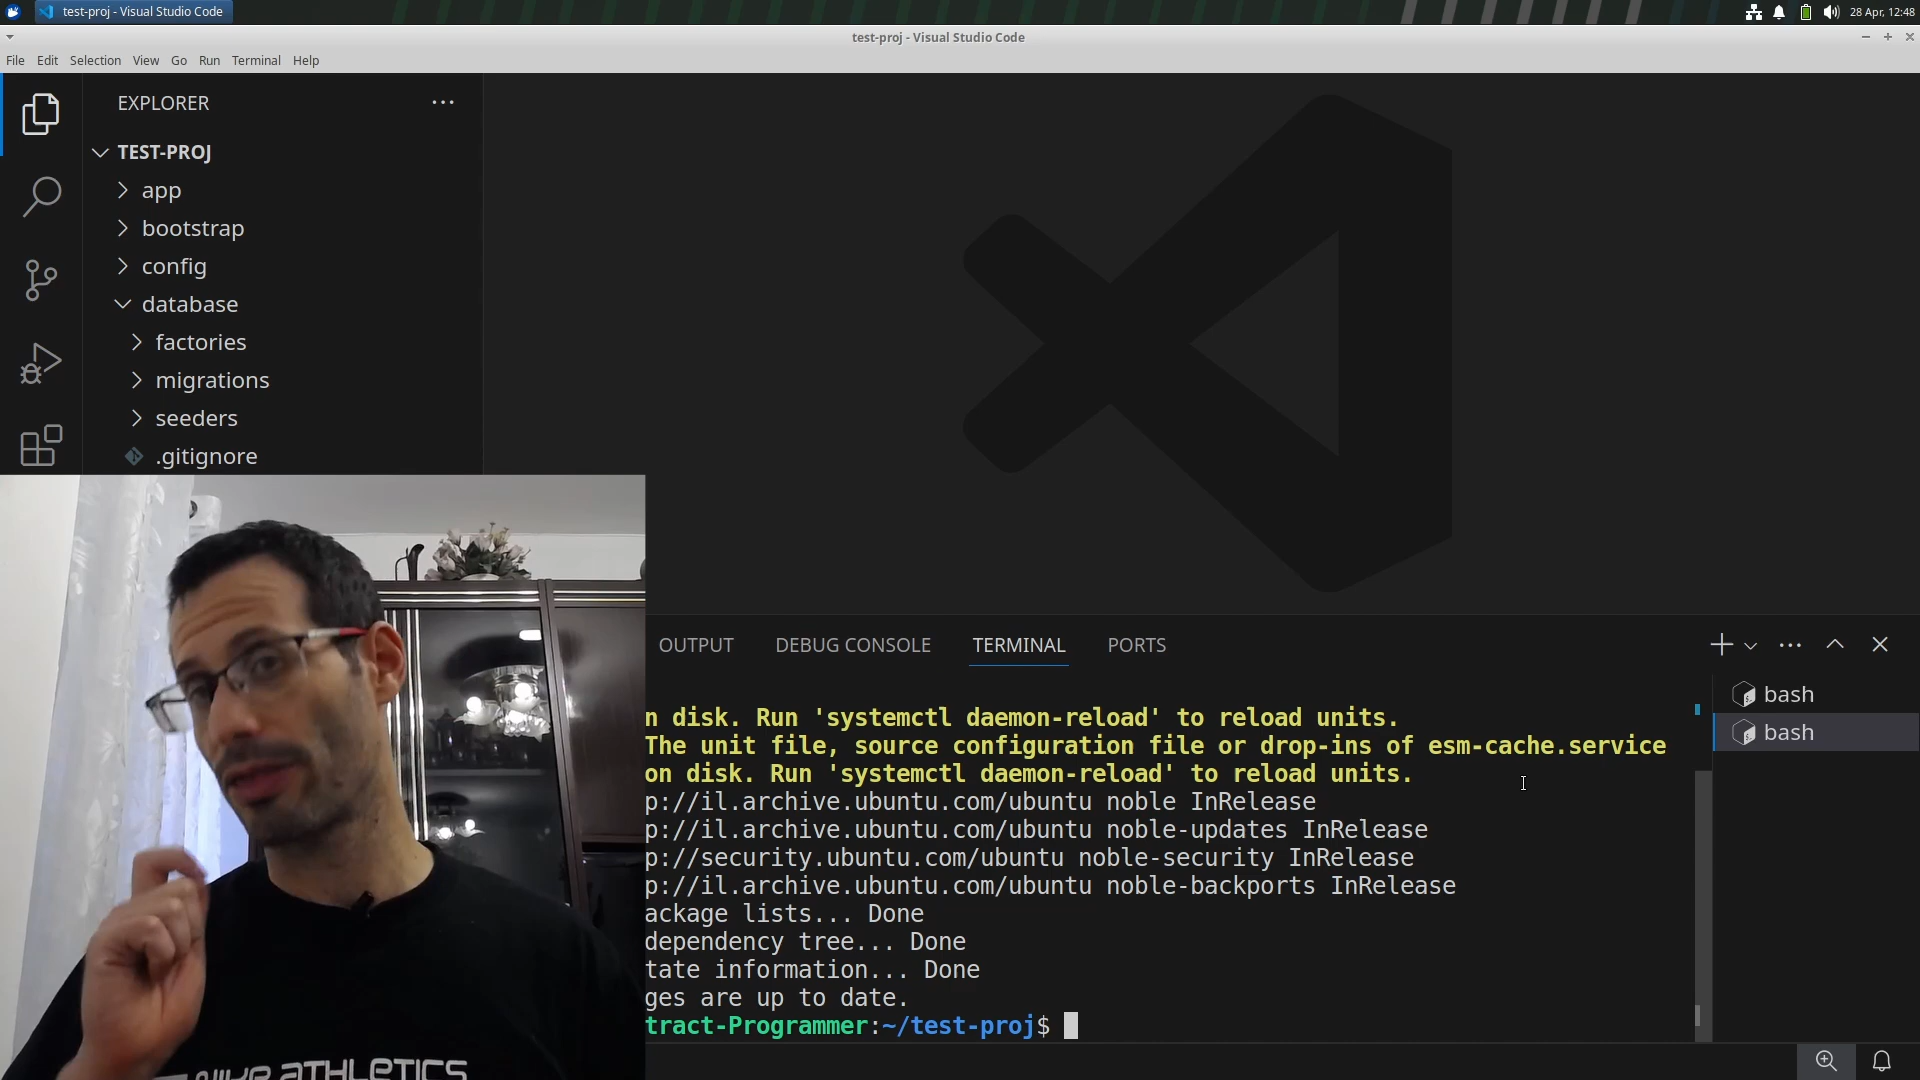 test-proj - Visual Studio Code
28 Apr, 12:48
test-proj - Visual Studio Code
File Edit Selection View Go Run Terminal Help
EXPLORER
TEST-PROJ
app
bootstrap
config
database
factories
migrations
seeders
.gitignore
OUTPUT DEBUG CONSOLE TERMINAL PORTS
bash
bash
n disk. Run 'systemctl daemon-reload' to reload units.
The unit file, source configuration file or drop-ins of esm-cache.service
on disk. Run 'systemctl daemon-reload' to reload units.
p://il.archive.ubuntu.com/ubuntu noble InRelease
p://il.archive.ubuntu.com/ubuntu noble-updates InRelease
p://security.ubuntu.com/ubuntu noble-security InRelease
p://il.archive.ubuntu.com/ubuntu noble-backports InRelease
ackage lists... Done
dependency tree... Done
tate information... Done
ges are up to date.
tract-Programmer:~/test-proj$
ATHLETICS